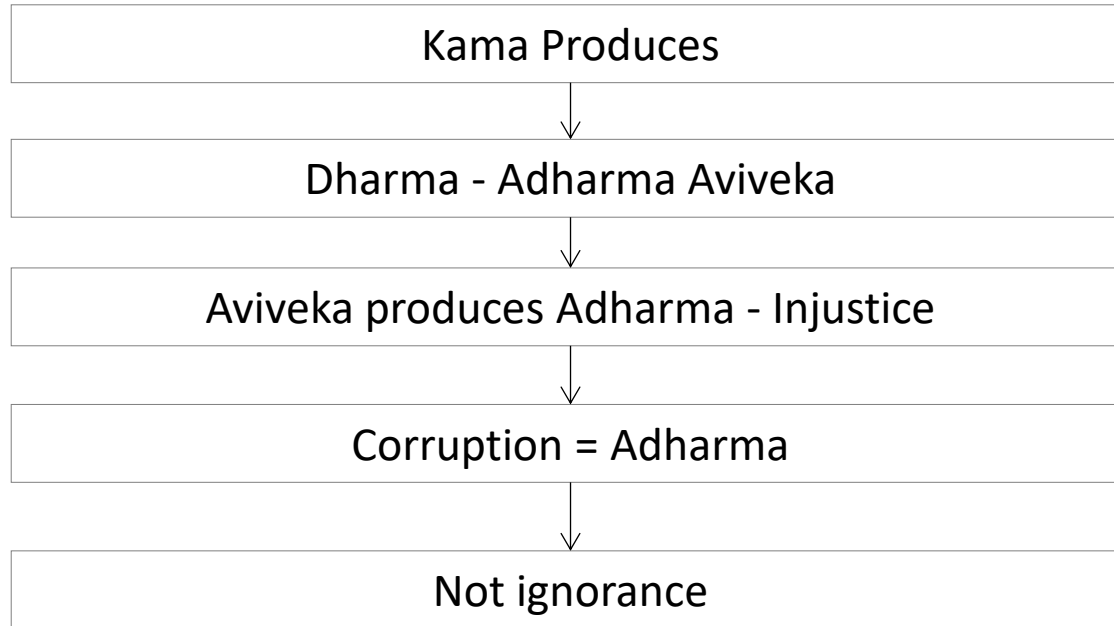 Kama Produces
Dharma - Adharma Aviveka
Aviveka produces Adharma - Injustice
Corruption = Adharma
Not ignorance